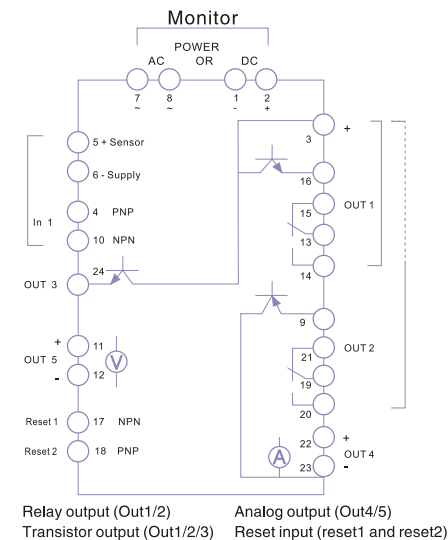 Monitor
POWER
AC OR DC
7 8 1 2
~ ~ - +
5 + Sensor
6 - Supply
In 1
4 PNP
10 NPN
24
OUT 3
+ 11
OUT 5
- 12
V
Reset 1 17 NPN
Reset 2 18 PNP
3 +
16
15 OUT 1
13
14
9
21 OUT 2
19
20
22 +
OUT 4
23 -
A
Relay output (Out1/2) Analog output (Out4/5)
Transistor output (Out1/2/3) Reset input (reset1 and reset2)